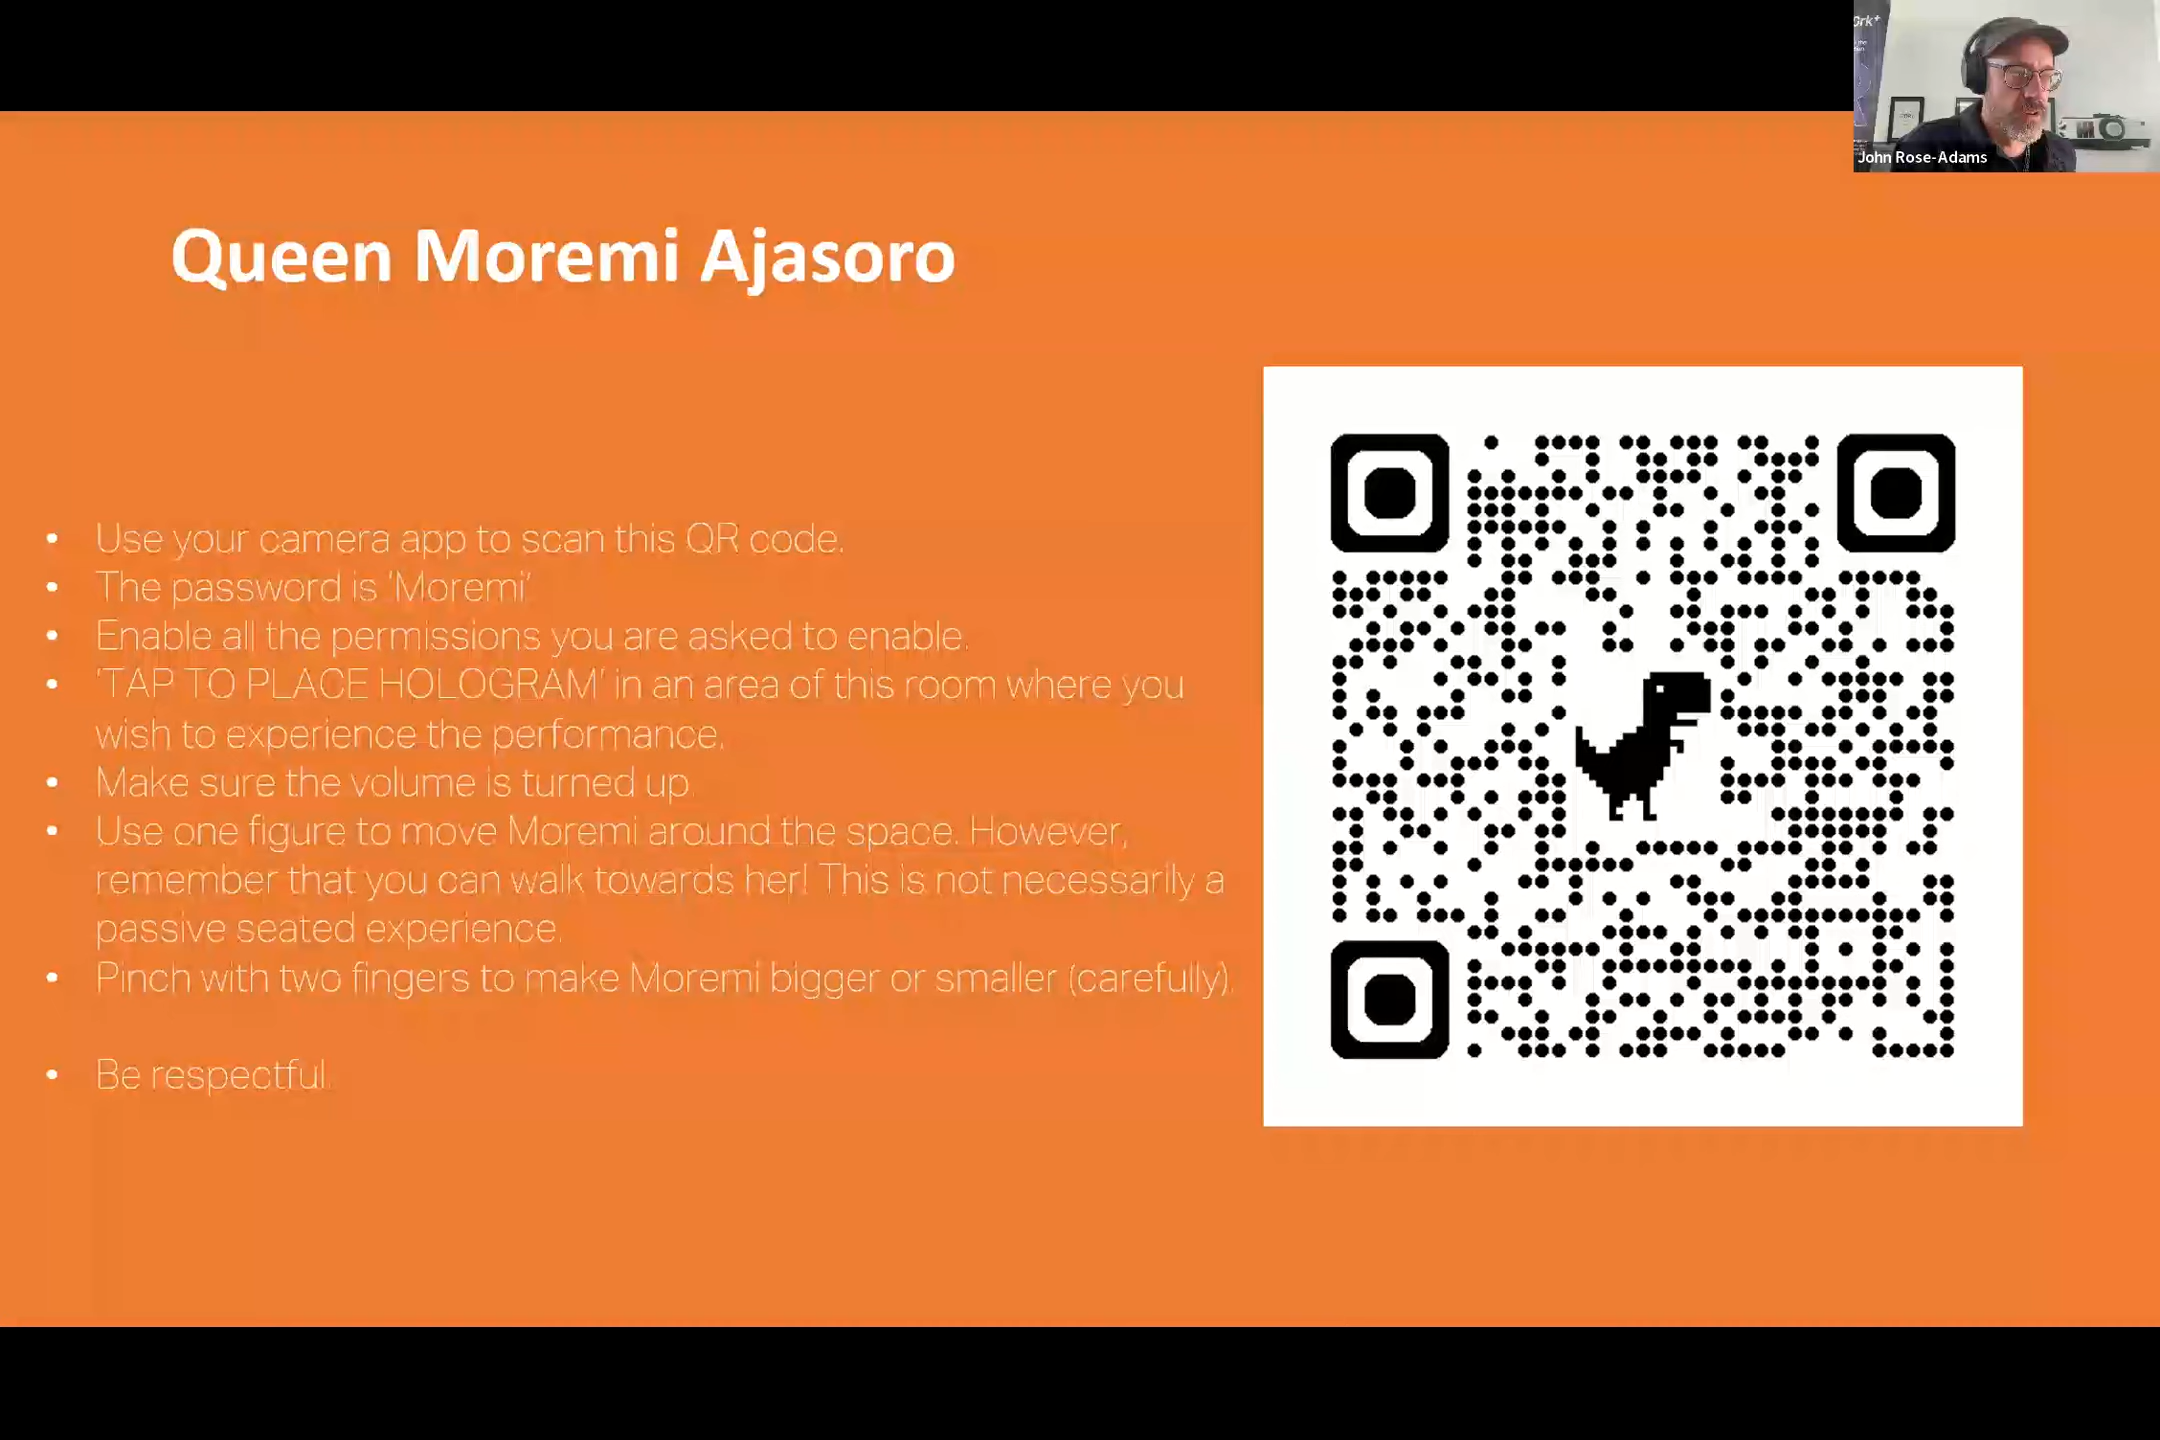 ork+
John Rose-Adams
Queen Moremi Ajasoro
• Use your camera app to scan this QR code.
• The password is 'Moremi'
• Enable all the permissions you are asked to enable.
• 'TAP TO PLACE HOLOGRAM' in an area of this room where you
wish to experience the performance.
• Make sure the volume is turned up.
• Use one figure to move Moremi around the space. However,
remember that you can walk towards her! This is not necessarily a
passive seated experience.
• Pinch with two fingers to make Moremi bigger or smaller (carefully).
• Be respectful.